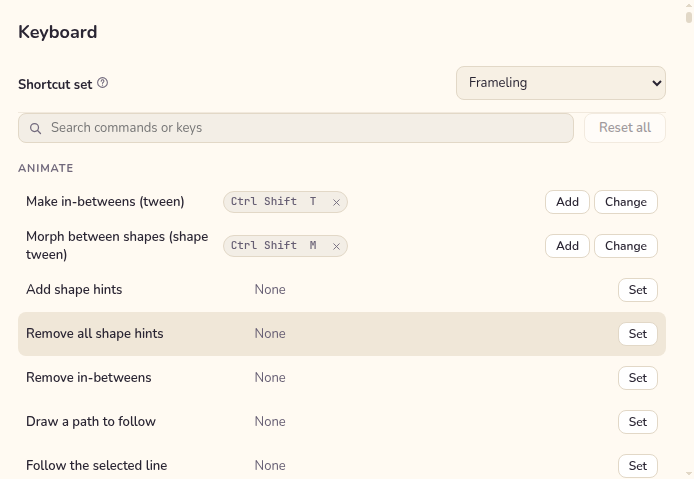 Keyboard
Shortcut set
Frameling
Search commands or keys
Reset all
ANIMATE
Make in-betweens (tween) Ctrl Shift T Add Change
Morph between shapes (shape
tween) Ctrl Shift M Add Change
Add shape hints None Set
Remove all shape hints None Set
Remove in-betweens None Set
Draw a path to follow None Set
Follow the selected line None Set